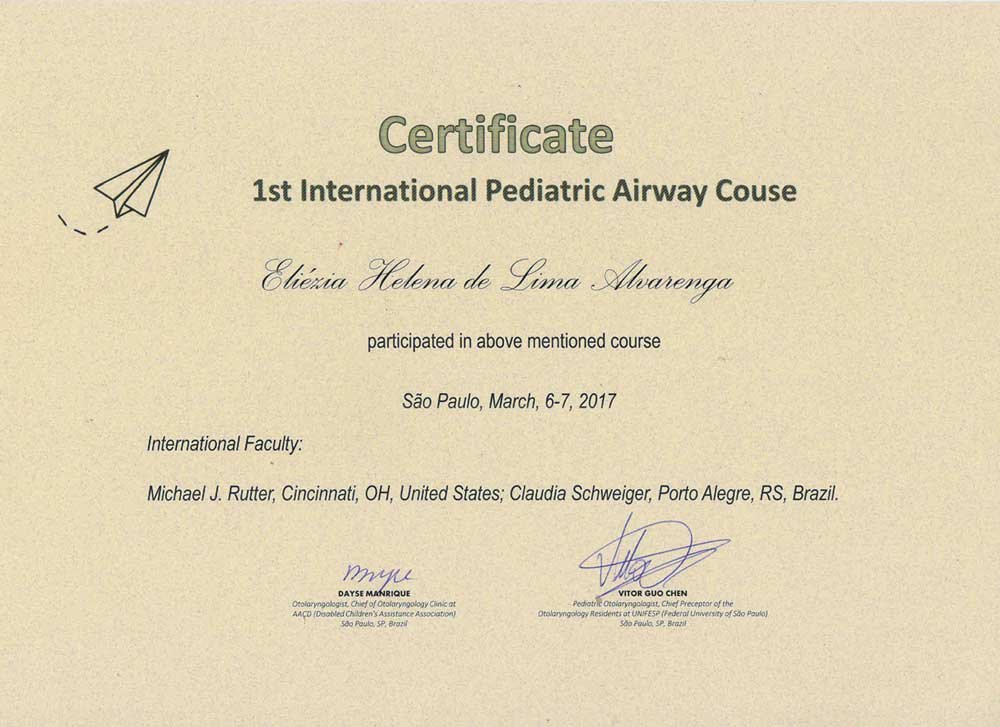 Certificate
1st International Pediatric Airway Couse
Eliézia Helena de Lima Alvarenga
participated in above mentioned course
São Paulo, March, 6-7, 2017
International Faculty:
Michael J. Rutter, Cincinnati, OH, United States; Claudia Schweiger, Porto Alegre, RS, Brazil.
DAYSE MANRIQUE
Otolaryngologist, Chief of Otolaryngology Clinic at
AACD (Disabled Children's Assistance Association)
São Paulo, SP, Brazil
VITOR GUO CHEN
Pediatric Otolaryngologist, Chief Preceptor of the
Otolaryngology Residents at UNIFESP (Federal University of São Paulo)
São Paulo, SP, Brazil